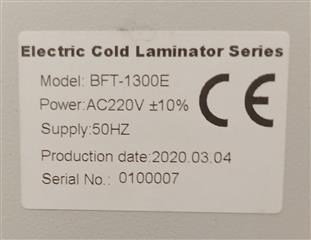 Electric Cold Laminator Series
Model: BFT-1300E
Power:AC220V ±10%
Supply:50HZ
CE
Production date:2020.03.04
Serial No.: 0100007